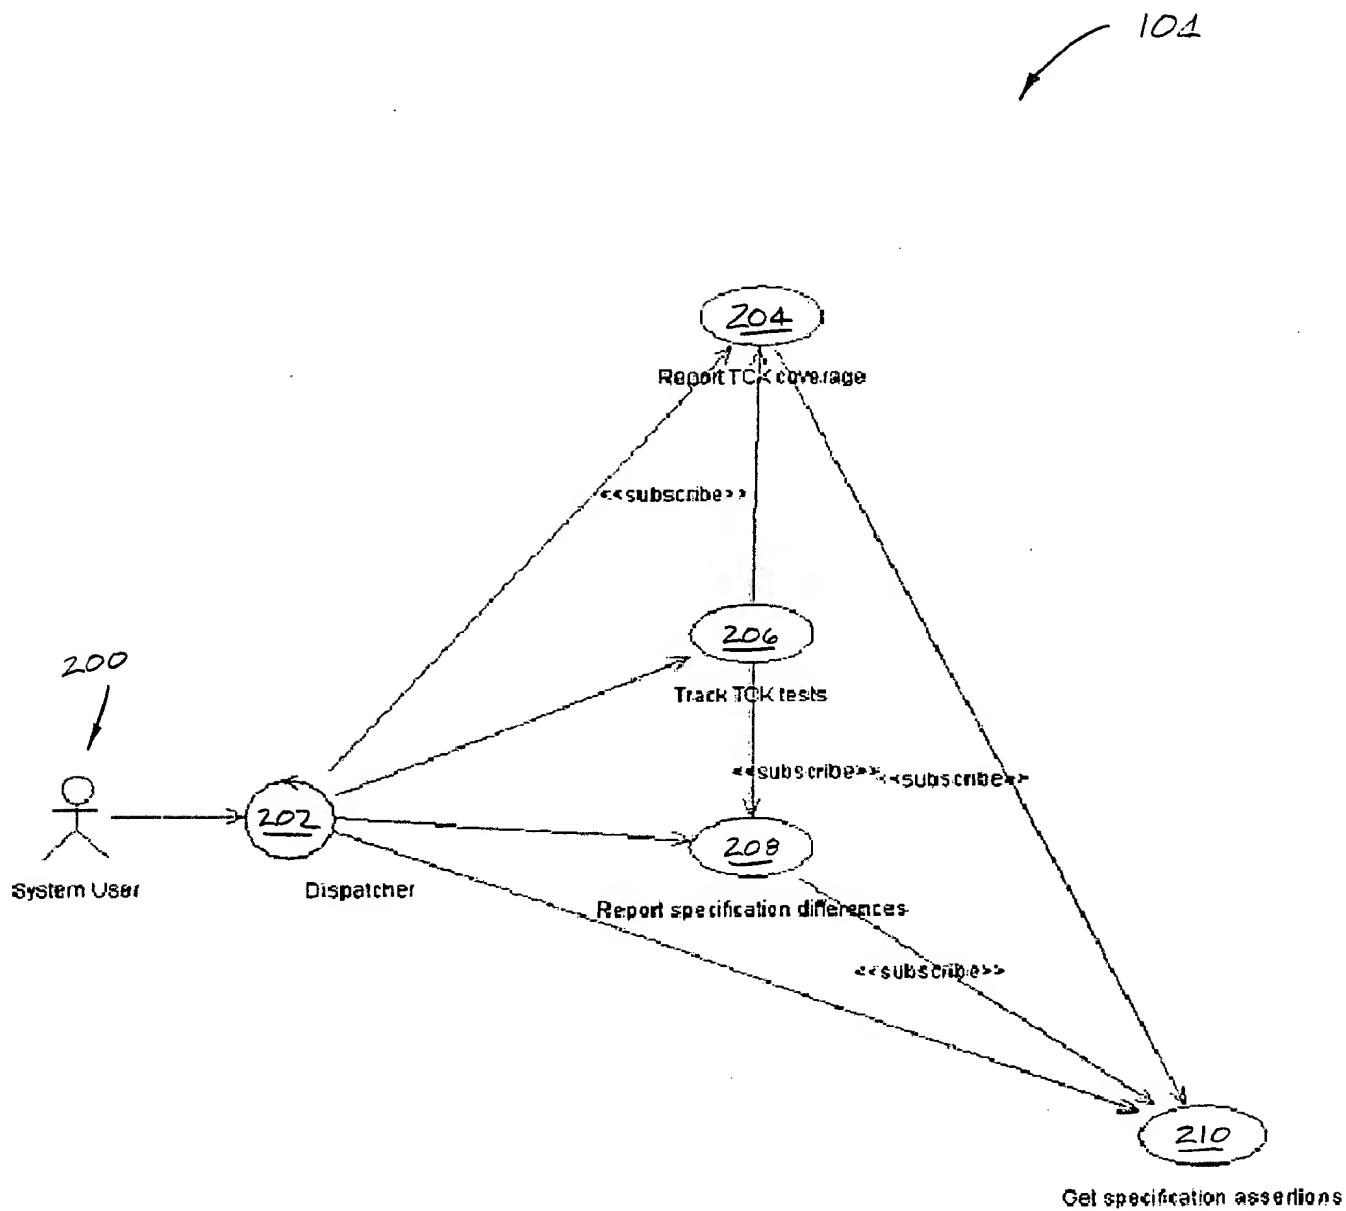 101
204
Report TCK coverage
<<subscribe>>
206
200
Track TCK tests
<<subscribe>>
<<subscribe>>
202
208
System User
Dispatcher
Report specification differences
<<subscribe>>
210
Get specification assertions